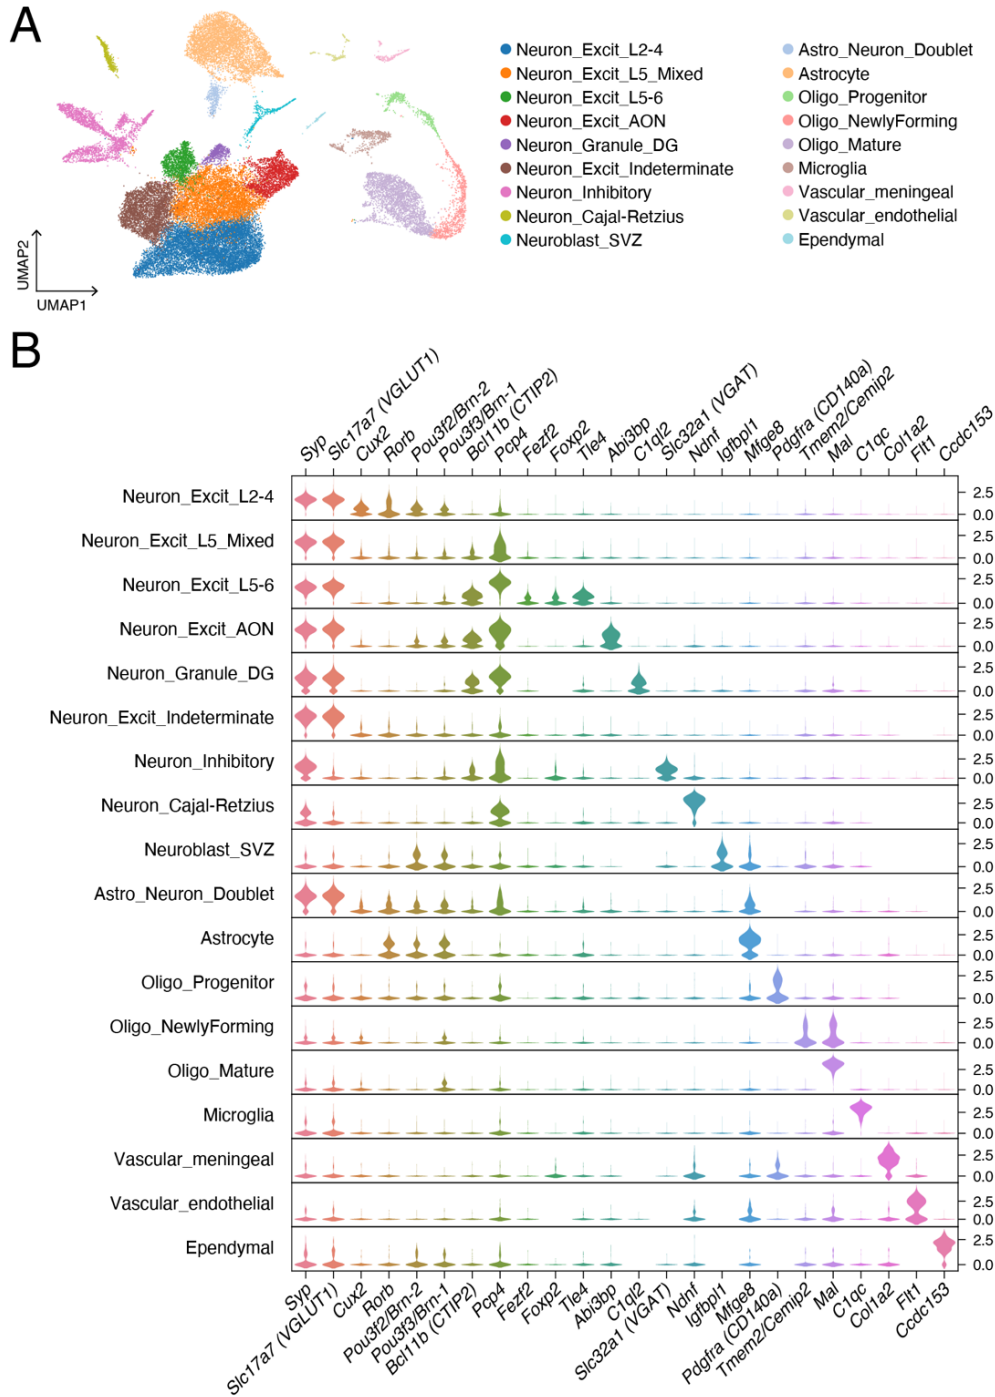 A
Neuron_Excit_L2-4
Neuron_Excit_L5_Mixed
Neuron_Excit_L5-6
Neuron_Excit_AON
Neuron_Granule_DG
Neuron_Excit_Indeterminate
Neuron_Inhibitory
Neuron_Cajal-Retzius
Neuroblast_SVZ
Astro_Neuron_Doublet
Astrocyte
Oligo_Progenitor
Oligo_NewlyForming
Oligo_Mature
Microglia
Vascular_meningeal
Vascular_endothelial
Ependymal
UMAP2
UMAP1
B
Syp
Slc17a7 (VGLUT1)
Cux2
Rorb
Pou3f2/Brn-2
Pou3f3/Brn-1
Bcl11b (CTIP2)
Pcp4
Fezf2
Foxp2
Tle4
Abi3bp
C1ql2
Slc32a1 (VGAT)
Ndnf
Igfbpl1
Mfge8
Pdgfra (CD140a)
Tmem2/Cemip2
Mal
C1qc
Col1a2
Flt1
Ccdc153
Neuron_Excit_L2-4
2.5
0.0
Neuron_Excit_L5_Mixed
2.5
0.0
Neuron_Excit_L5-6
2.5
0.0
Neuron_Excit_AON
2.5
0.0
Neuron_Granule_DG
2.5
0.0
Neuron_Excit_Indeterminate
2.5
0.0
Neuron_Inhibitory
2.5
0.0
Neuron_Cajal-Retzius
2.5
0.0
Neuroblast_SVZ
2.5
0.0
Astro_Neuron_Doublet
2.5
0.0
Astrocyte
2.5
0.0
Oligo_Progenitor
2.5
0.0
Oligo_NewlyForming
2.5
0.0
Oligo_Mature
2.5
0.0
Microglia
2.5
0.0
Vascular_meningeal
2.5
0.0
Vascular_endothelial
2.5
0.0
Ependymal
2.5
0.0
Syp
Slc17a7 (VGLUT1)
Cux2
Rorb
Pou3f2/Brn-2
Pou3f3/Brn-1
Bcl11b (CTIP2)
Pcp4
Fezf2
Foxp2
Tle4
Abi3bp
C1ql2
Slc32a1 (VGAT)
Ndnf
Igfbpl1
Mfge8
Pdgfra (CD140a)
Tmem2/Cemip2
Mal
C1qc
Col1a2
Flt1
Ccdc153